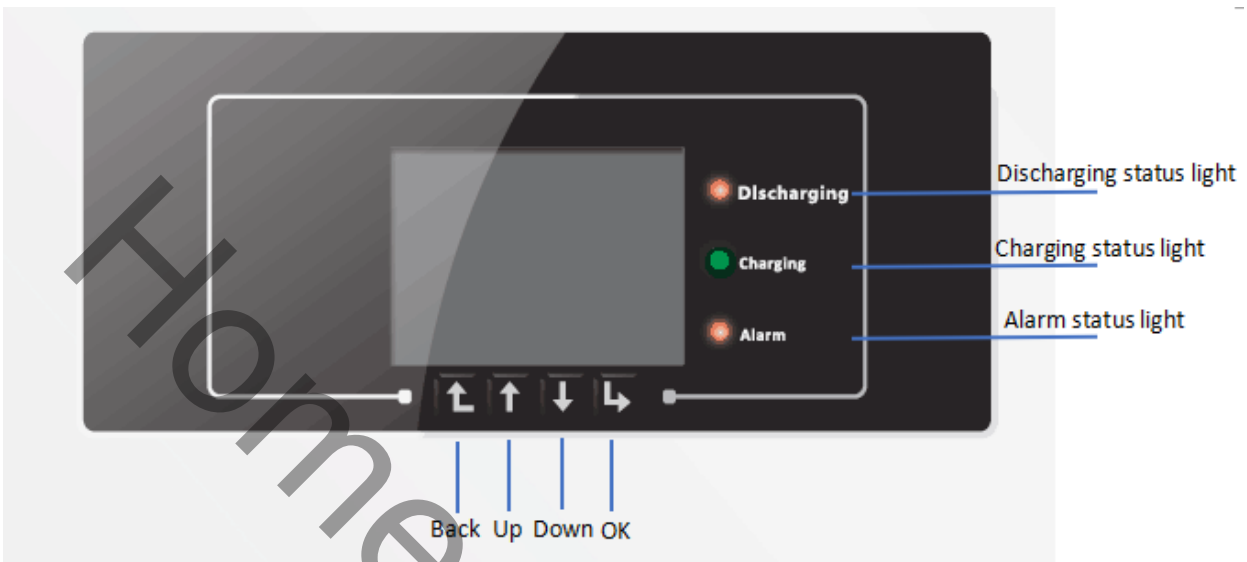 Discharging
Discharging status light
Charging
Charging status light
Alarm
Alarm status light
Back Up Down OK
Home